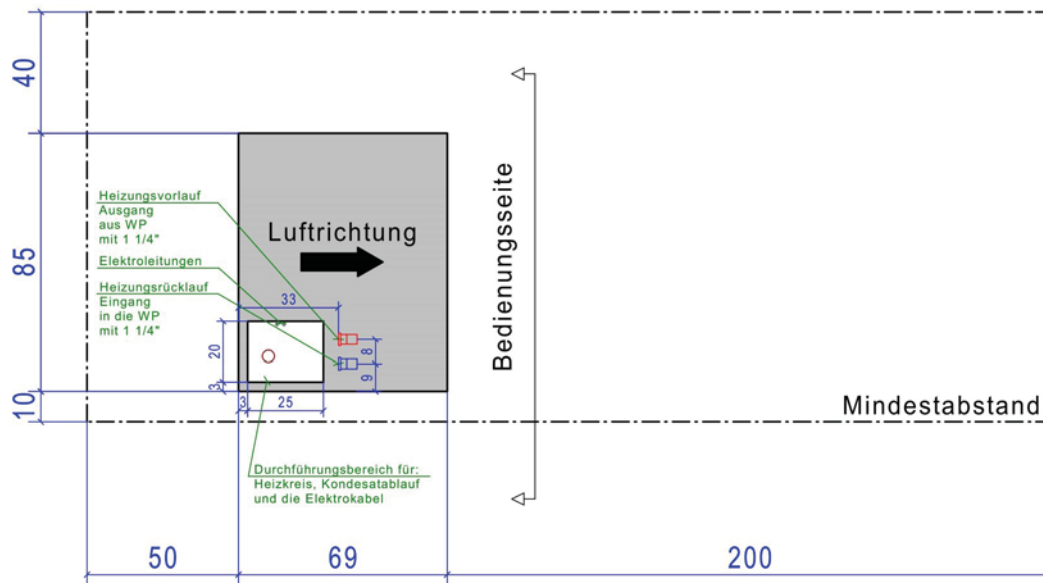 40
Heizungsvorlauf
Ausgang
aus WP
mit 1 1/4"
Luftrichtung
Bedienungsseite
85
Elektroleitungen
Heizungsrücklauf
Eingang
in die WP
mit 1 1/4"
33
20
8
9
3
3
25
10
Mindestabstand
Durchführungsbereich für:
Heizkreis, Kondesatablauf
und die Elektrokabel
50
69
200